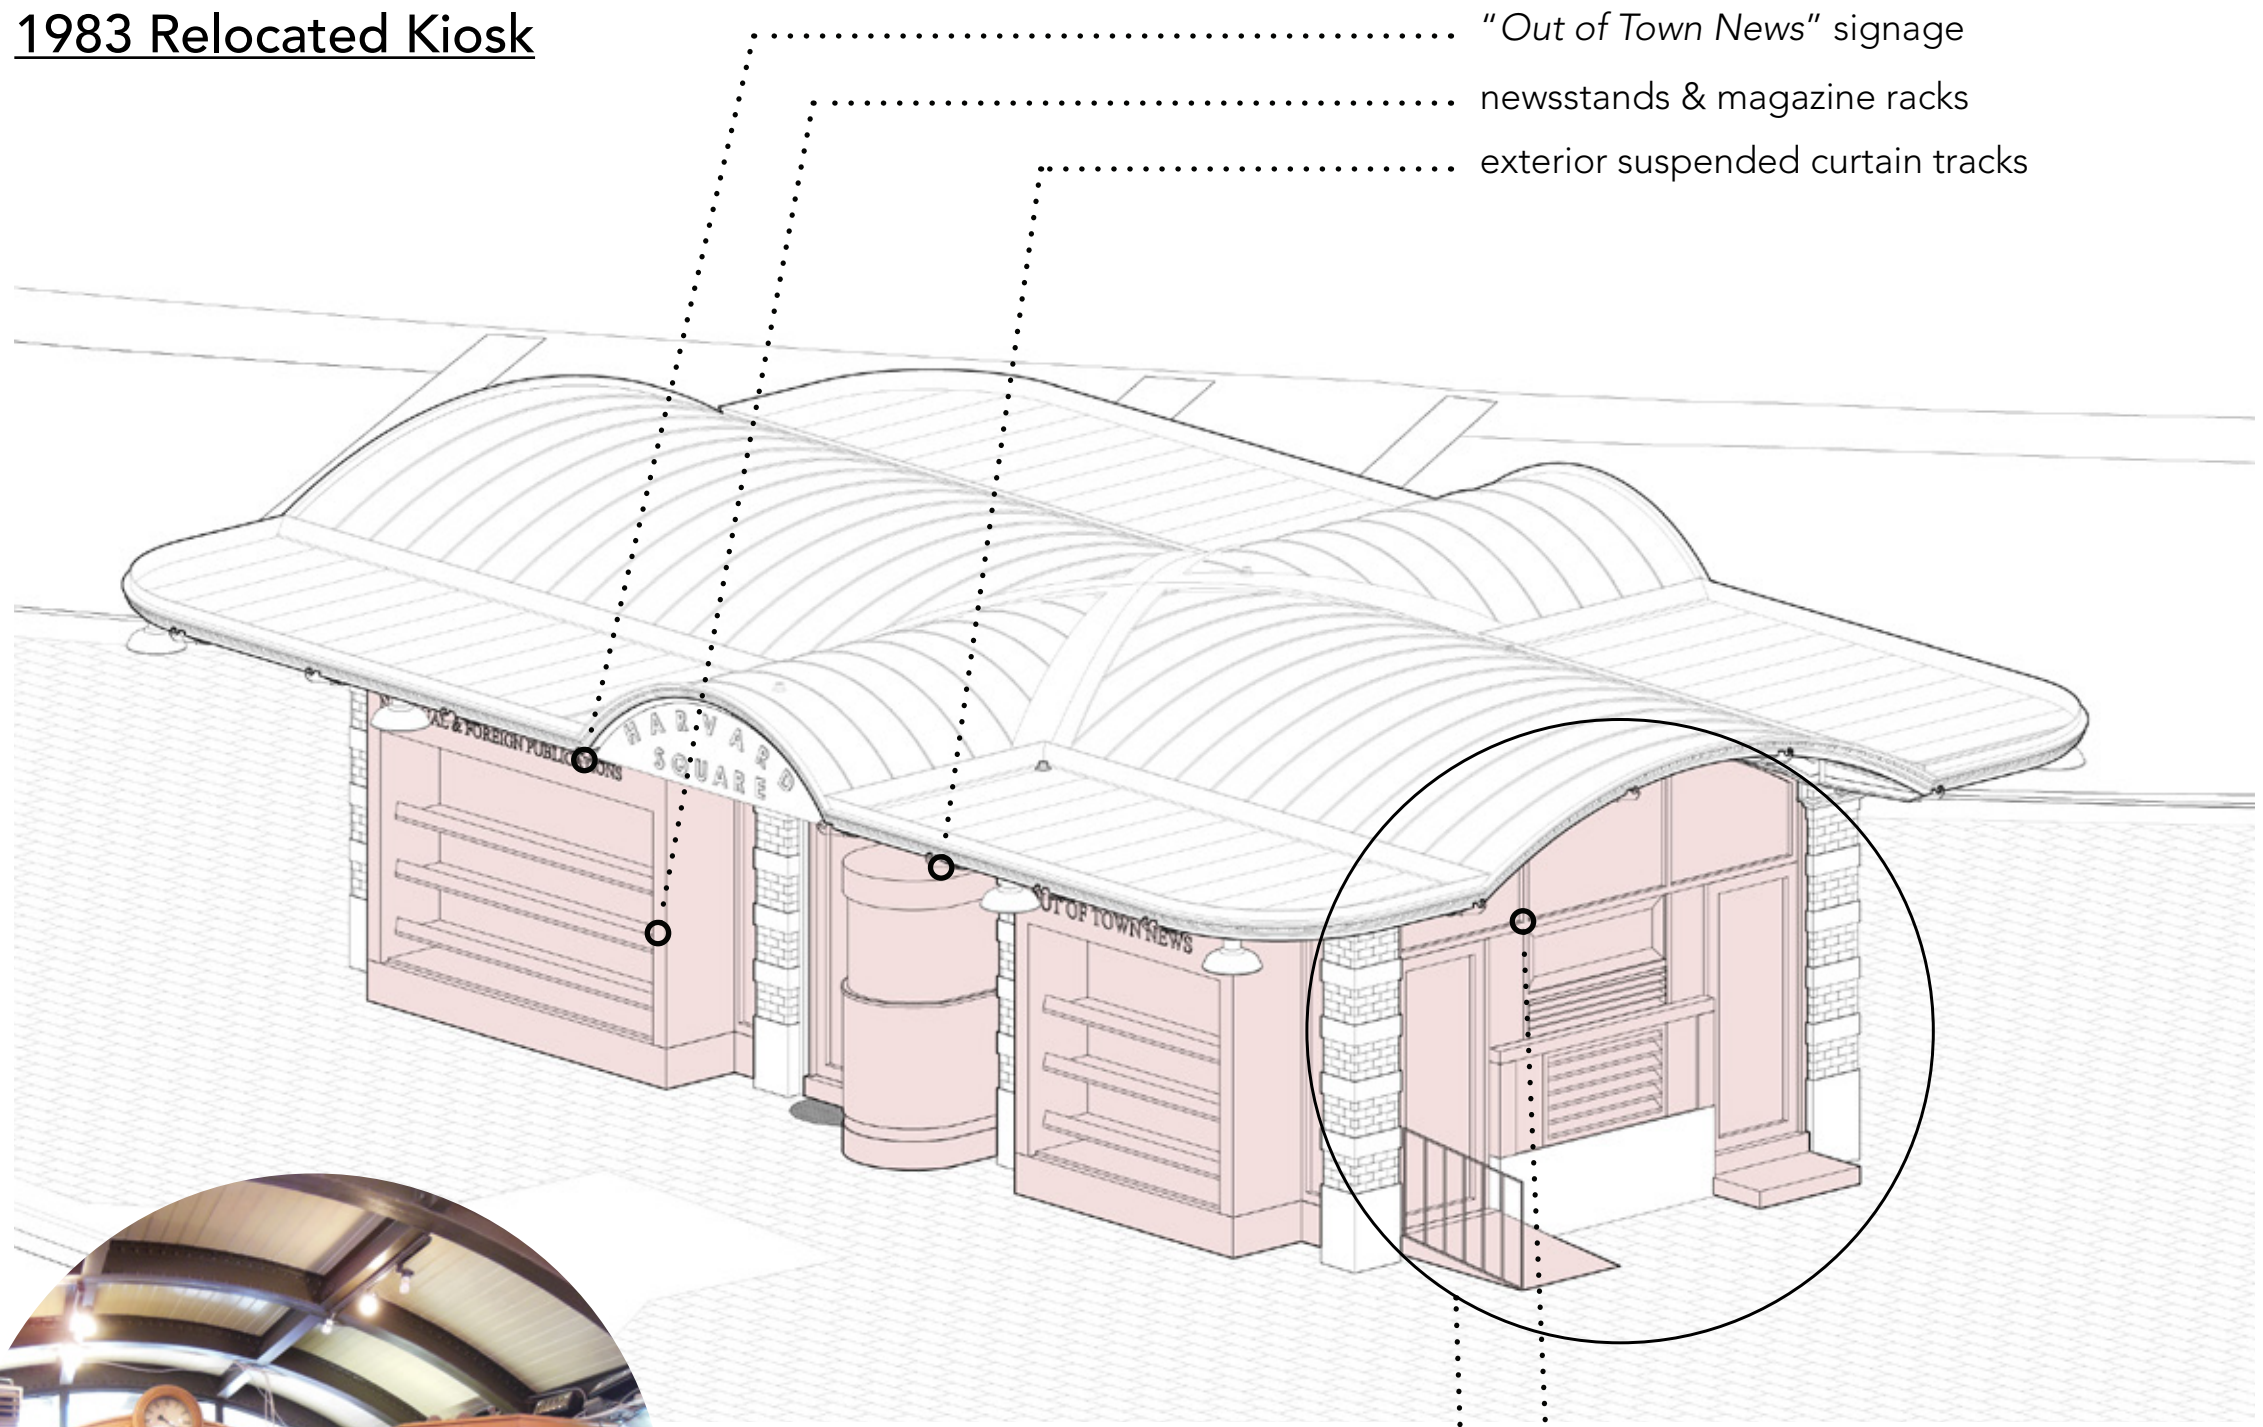 1983 Relocated Kiosk
“Out of Town News” signage
newsstands & magazine racks
exterior suspended curtain tracks
HARVARD
SQUARE
& FOREIGN
OF TOWN NEWS